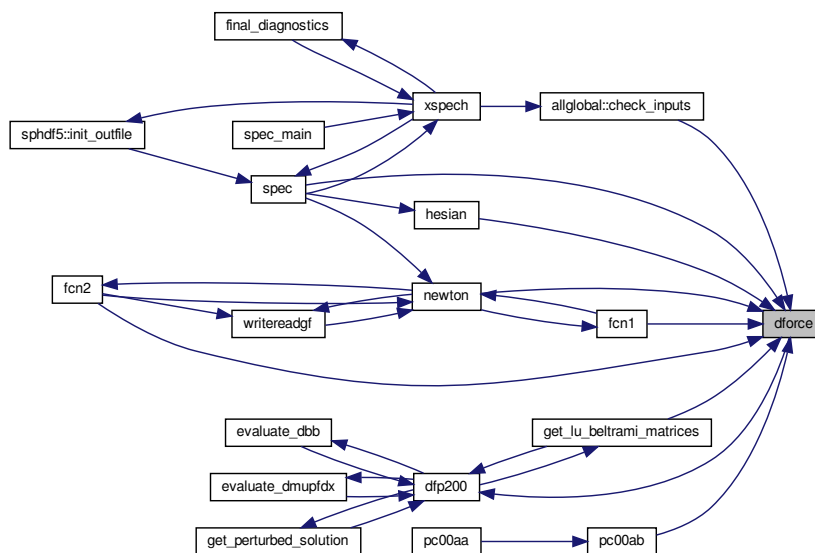 final_diagnostics
xspech
allglobal::check_inputs
sphdf5::init_outfile
spec_main
spec
hesian
fcn2
newton
writereadgf
fcn1
dforce
evaluate_dbb
get_lu_beltrami_matrices
evaluate_dmupfdx
dfp200
get_perturbed_solution
pc00aa
pc00ab